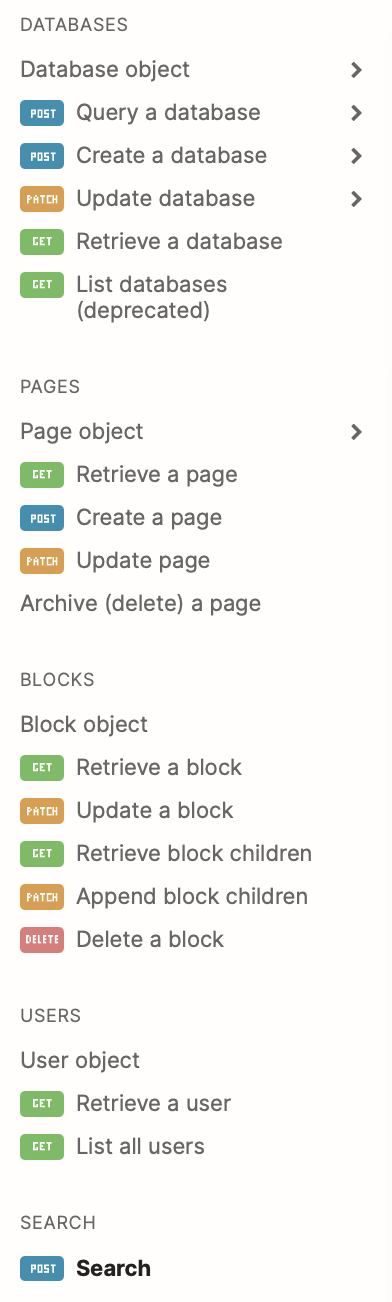 DATABASES
Database object
POST Query a database
POST Create a database
PATCH Update database
GET Retrieve a database
GET List databases
(deprecated)
PAGES
Page object
GET Retrieve a page
POST Create a page
PATCH Update page
Archive (delete) a page
BLOCKS
Block object
GET Retrieve a block
PATCH Update a block
GET Retrieve block children
PATCH Append block children
DELETE Delete a block
USERS
User object
GET Retrieve a user
GET List all users
SEARCH
POST Search